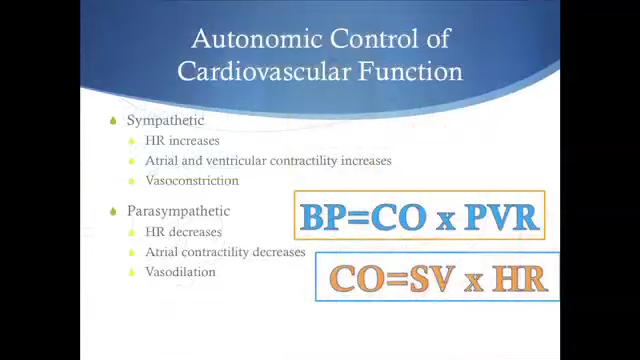 Autonomic Control of
Cardiovascular Function
Sympathetic
HR increases
Atrial and ventricular contractility increases
Vasoconstriction
Parasympathetic
HR decreases
Atrial contractility decreases
Vasodilation
BP=CO x PVR
CO=SV x HR